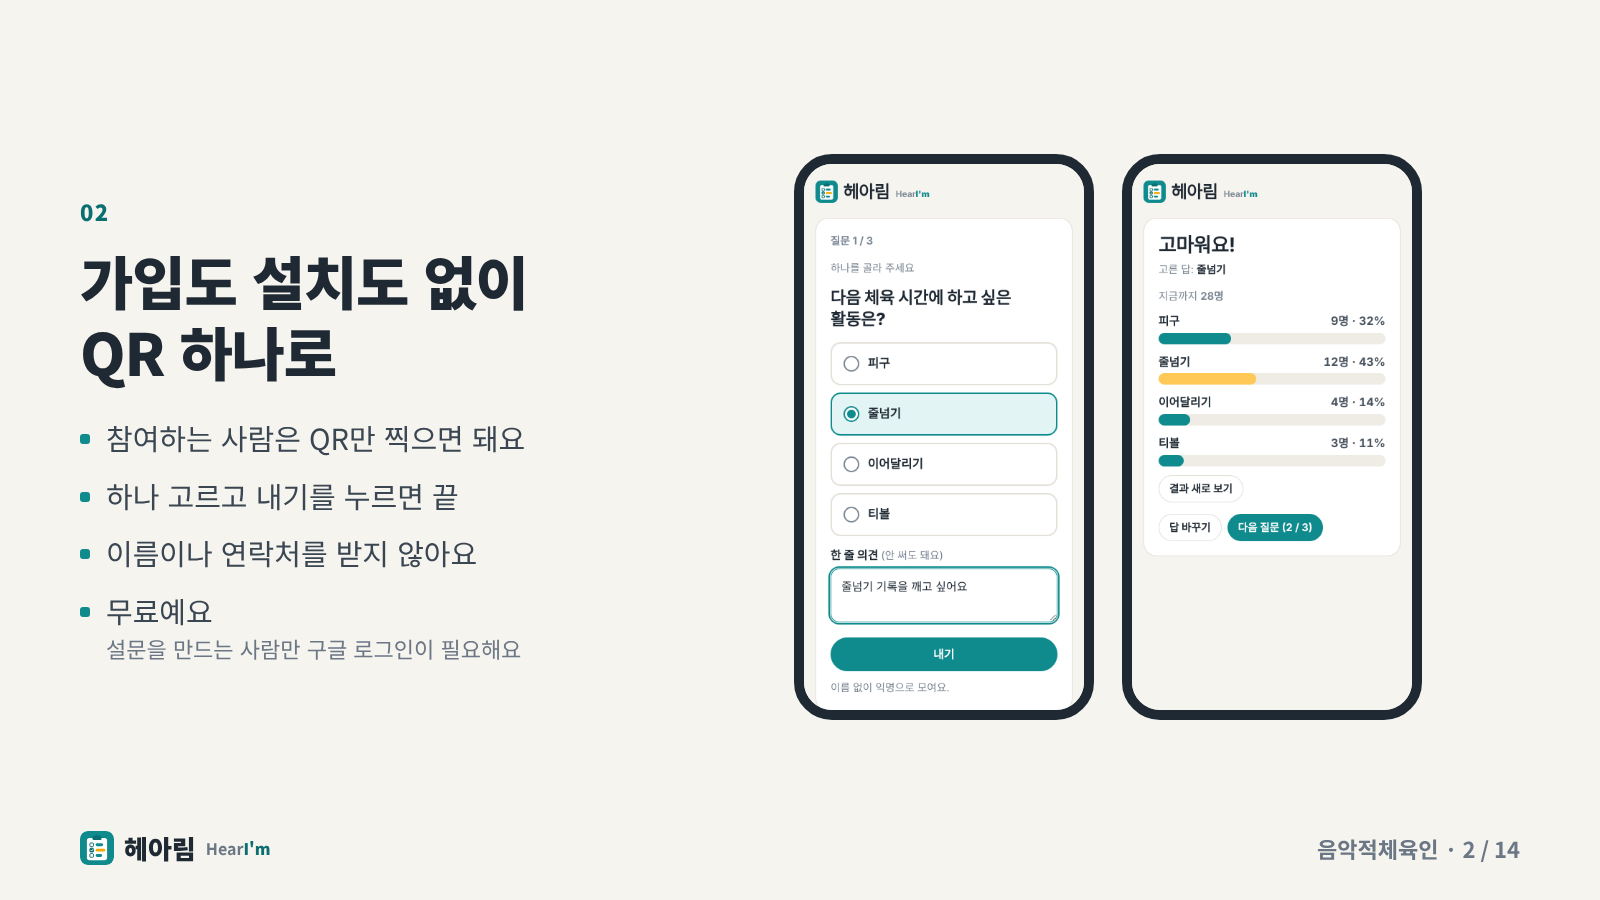 02
가입도 설치도 없이
QR 하나로
참여하는 사람은 QR만 찍으면 돼요
하나 고르고 내기를 누르면 끝
이름이나 연락처를 받지 않아요
무료예요
설문을 만드는 사람만 구글 로그인이 필요해요
헤아림 HearI'm
질문 1 / 3
하나를 골라 주세요
다음 체육 시간에 하고 싶은
활동은?
피구
줄넘기
이어달리기
티볼
한 줄 의견 (안 써도 돼요)
줄넘기 기록을 깨고 싶어요
내기
이름 없이 익명으로 모여요.
헤아림 HearI'm
고마워요!
고른 답: 줄넘기
지금까지 28명
피구 9명 · 32%
줄넘기 12명 · 43%
이어달리기 4명 · 14%
티볼 3명 · 11%
결과 새로 보기
답 바꾸기 다음 질문 (2 / 3)
헤아림 HearI'm
음악적체육인 · 2 / 14